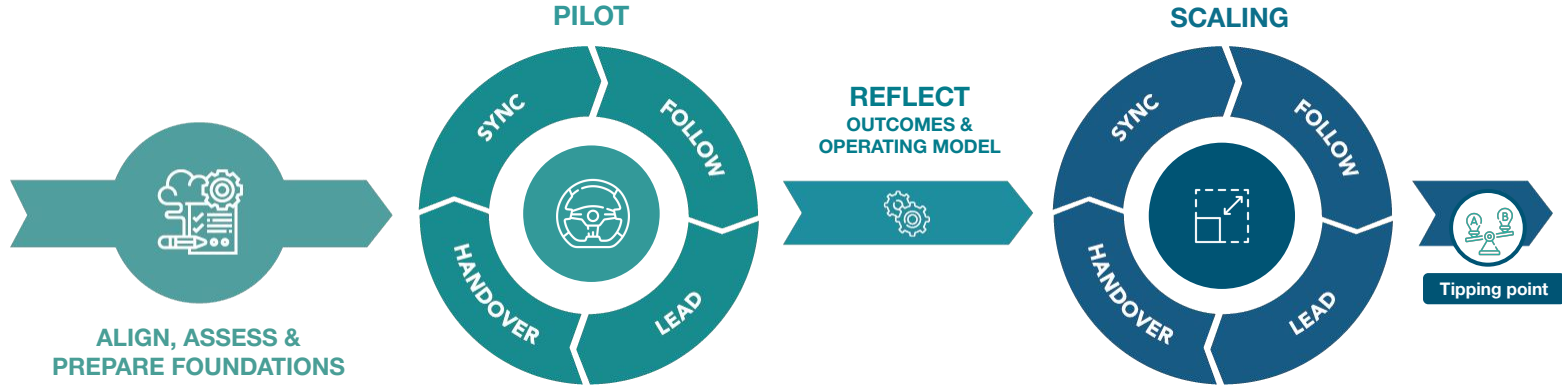 PILOT
SCALING
SYNC
FOLLOW
LEAD
HANDOVER
ALIGN, ASSESS &
PREPARE FOUNDATIONS
REFLECT
OUTCOMES &
OPERATING MODEL
SYNC
FOLLOW
LEAD
HANDOVER
A
B
Tipping point